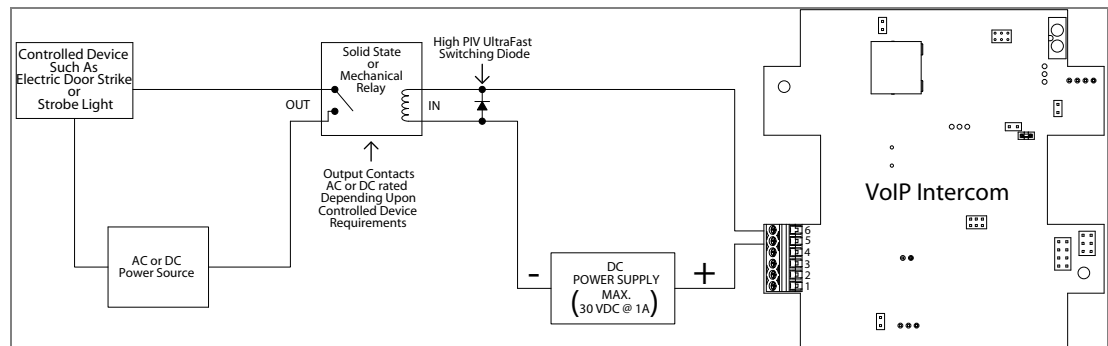 Controlled Device
Such As
Electric Door Strike
or
Strobe Light
Solid State
or
Mechanical
Relay
High PIV UltraFast
Switching Diode
OUT
IN
Output Contacts
AC or DC rated
Depending Upon
Controlled Device
Requirements
AC or DC
Power Source
-
DC
POWER SUPPLY
MAX.
(30 VDC @ 1A)
+
VoIP Intercom
6
5
4
3
2
1